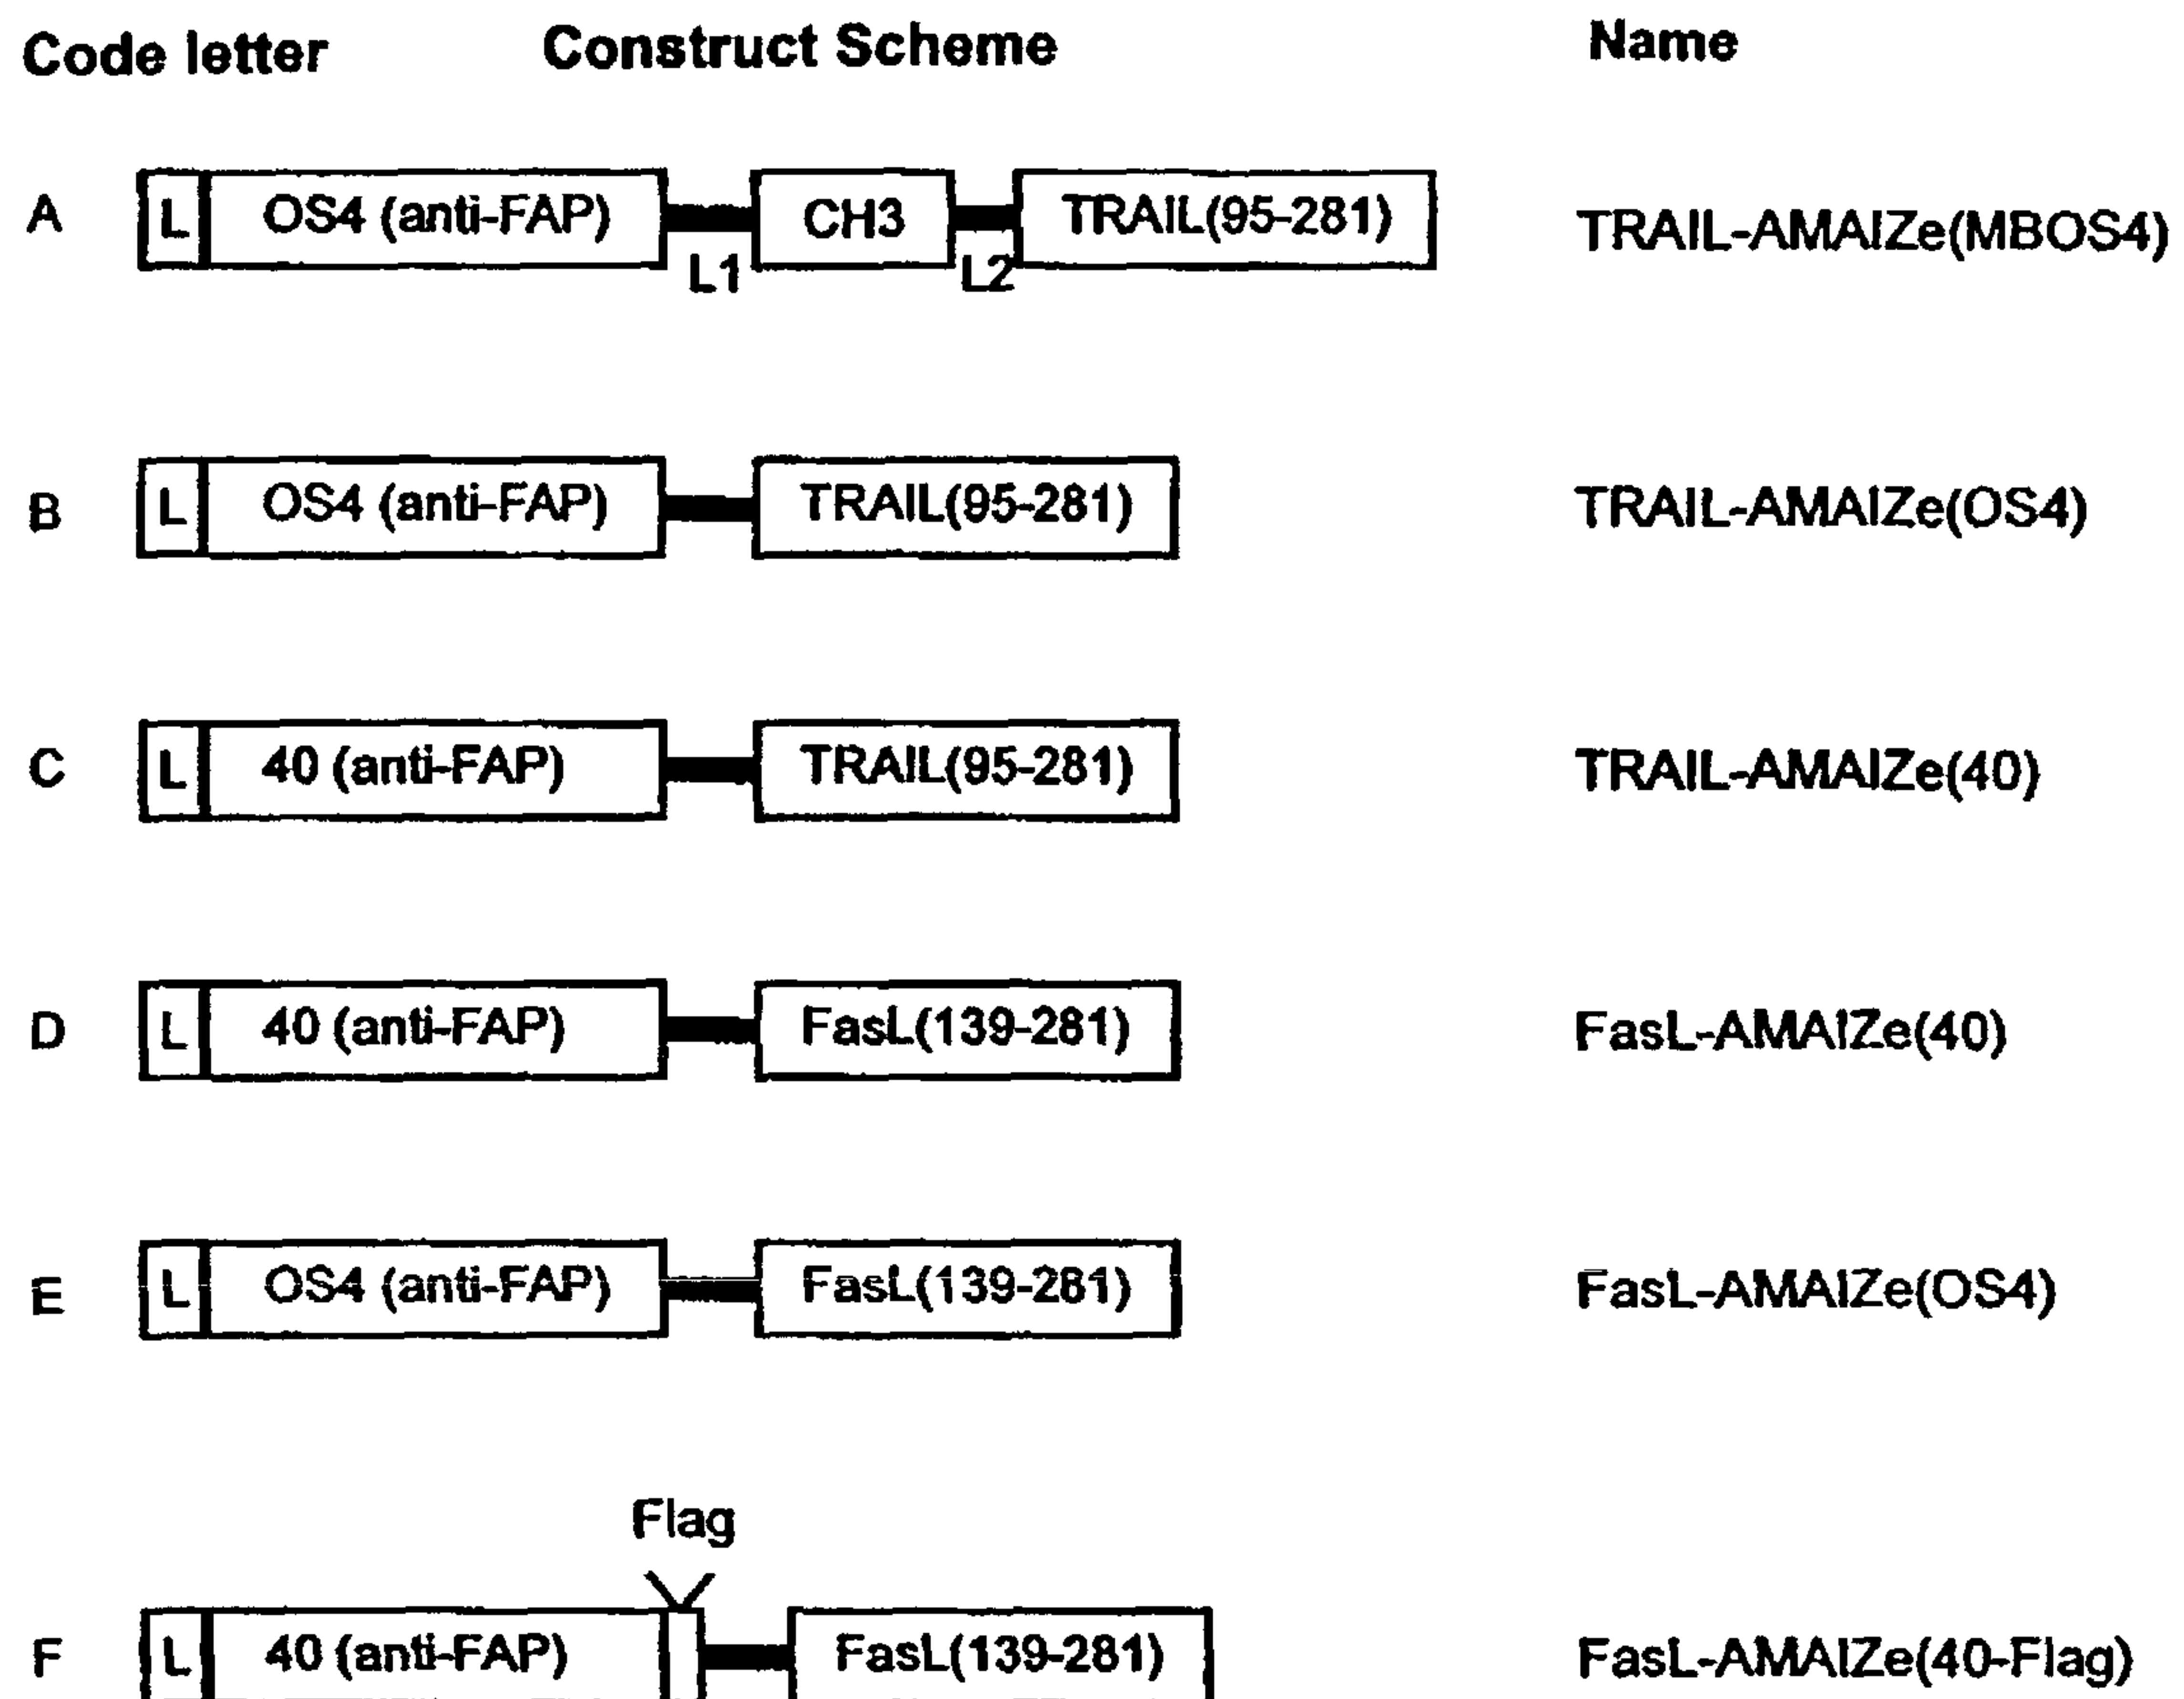 Code letter Construct Scheme Name
A L OS4 (anti-FAP) CH3 TRAIL(95-281) TRAIL-AMAIZe(MBOS4)
L1 L2
B L OS4 (anti-FAP) TRAIL(95-281) TRAIL-AMAIZe(OS4)
C L 40 (anti-FAP) TRAIL(95-281) TRAIL-AMAIZe(40)
D L 40 (anti-FAP) FasL(139-281) FasL-AMAIZe(40)
E L OS4 (anti-FAP) FasL(139-281) FasL-AMAIZe(OS4)
Flag
F L 40 (anti-FAP) FasL(139-281) FasL-AMAIZe(40-Flag)